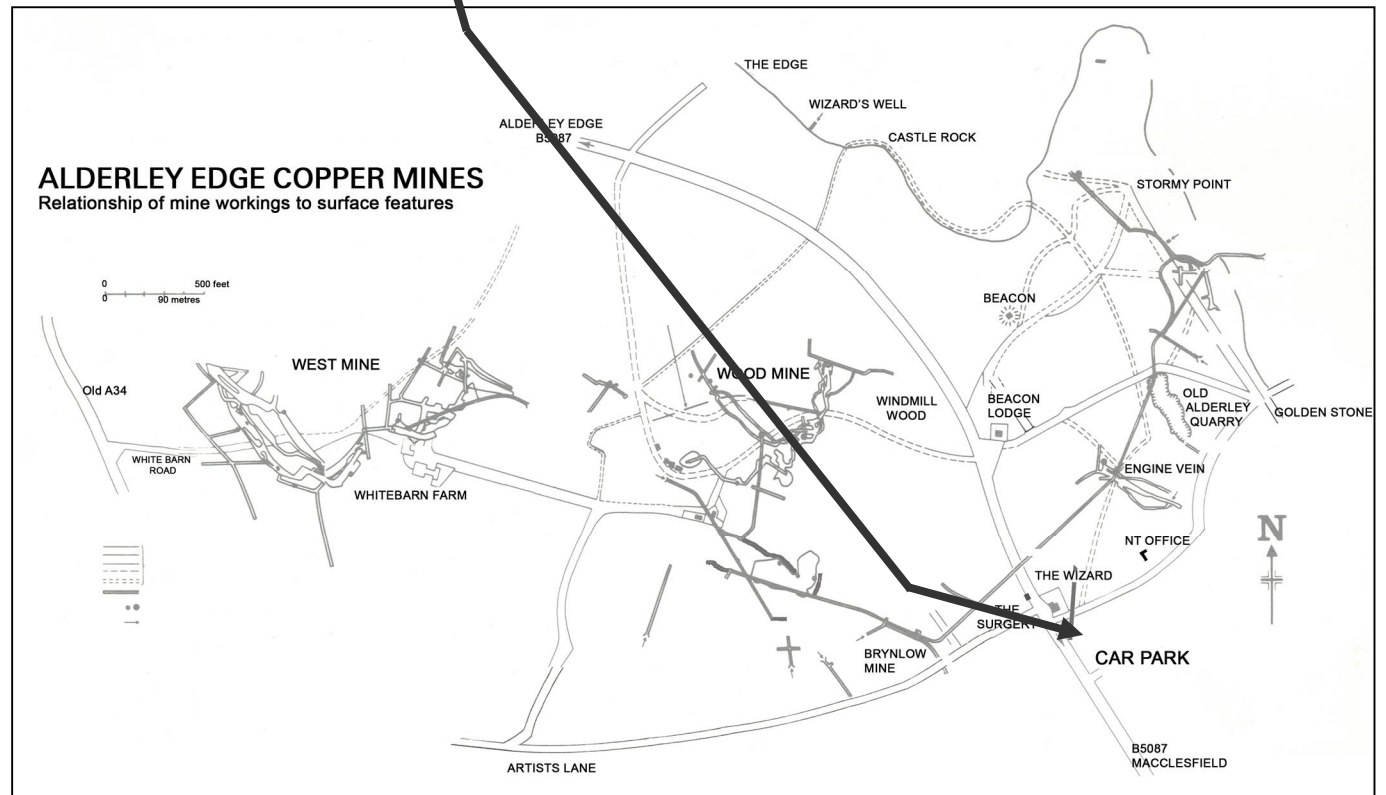 THE EDGE
WIZARD'S WELL
ALDERLEY EDGE
B5087
CASTLE ROCK
ALDERLEY EDGE COPPER MINES
Relationship of mine workings to surface features
STORMY POINT
0 500 feet
0 90 metres
BEACON
WEST MINE
WOOD MINE
Old A34
WINDMILL
WOOD
BEACON
LODGE
OLD
ALDERLEY
QUARRY
GOLDEN STONE
WHITE BARN
ROAD
WHITEBARN FARM
ENGINE VEIN
N
NT OFFICE
THE WIZARD
THE
SURGERY
BRYNLOW
MINE
CAR PARK
B5087
MACCLESFIELD
ARTISTS LANE